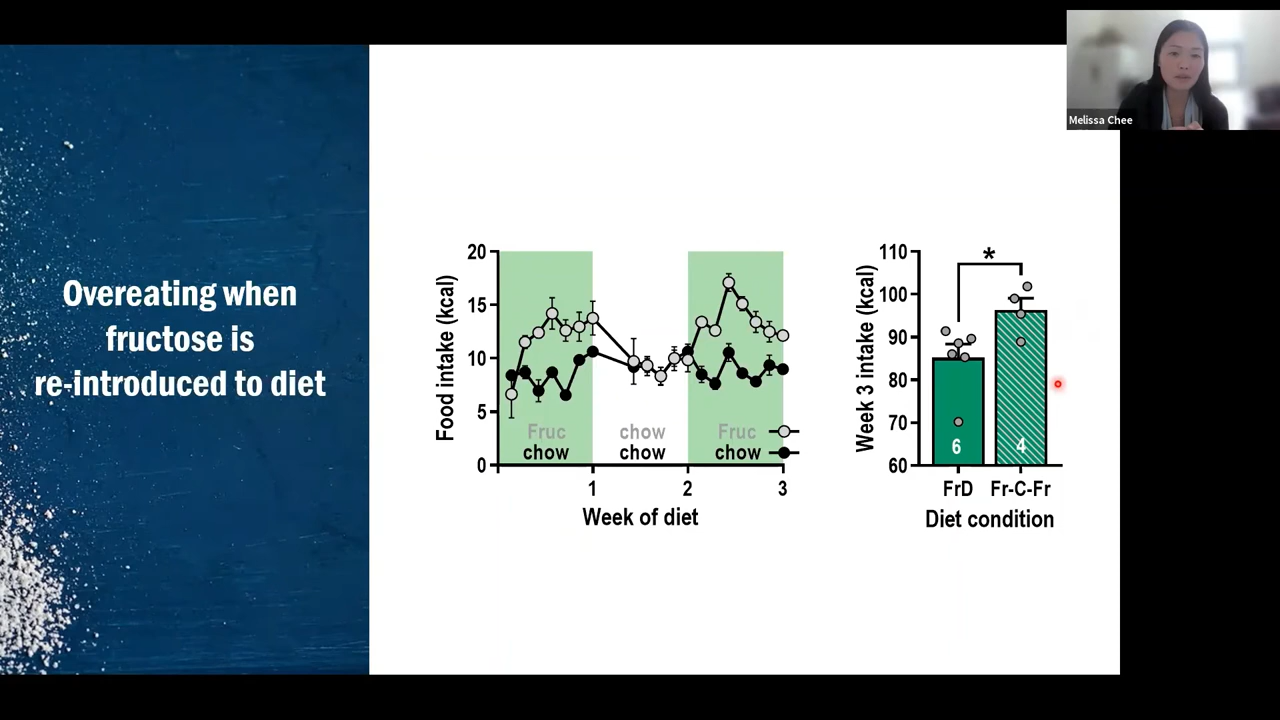 Melissa Chee
Overeating when
fructose is
re-introduced to diet
Food intake (kcal)
20
15
10
5
0
Fruc
chow
chow
chow
Fruc
chow
1
2
3
Week of diet
Week 3 intake (kcal)
110
100
90
80
70
60
*
6
4
FrD
Fr-C-Fr
Diet condition